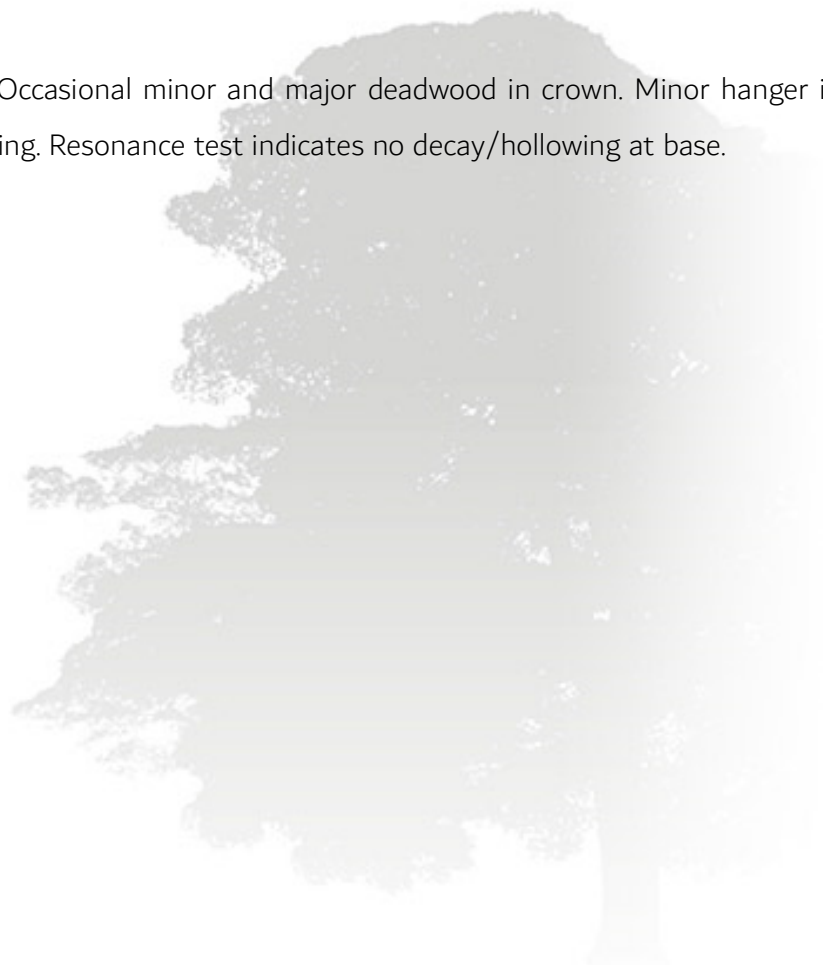 Occasional minor and major deadwood in crown. Minor hanger i
ing. Resonance test indicates no decay/hollowing at base.